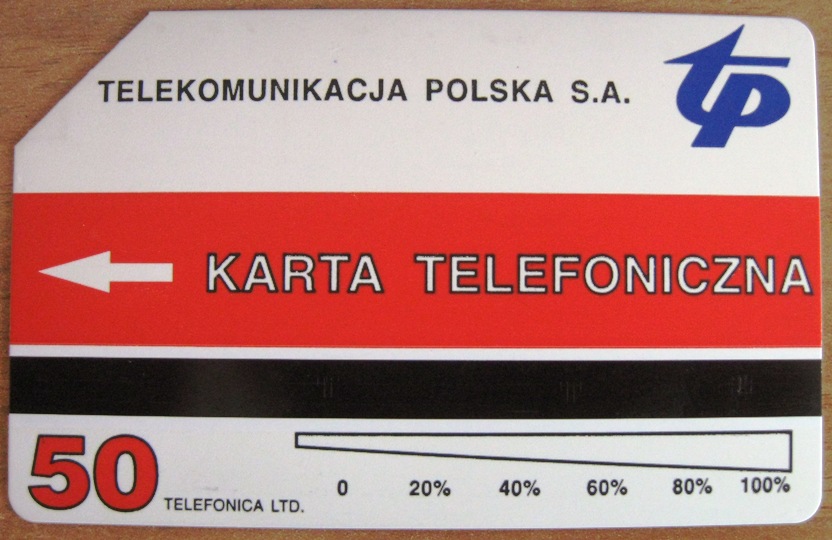 TELEKOMUNIKACJA POLSKA S.A.
tp
KARTA TELEFONICZNA
50
TELEFONICA LTD.
0 20% 40% 60% 80% 100%